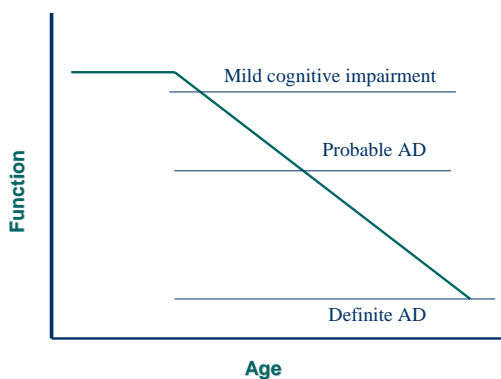 Mild cognitive impairment
Probable AD
Function
Definite AD
Age